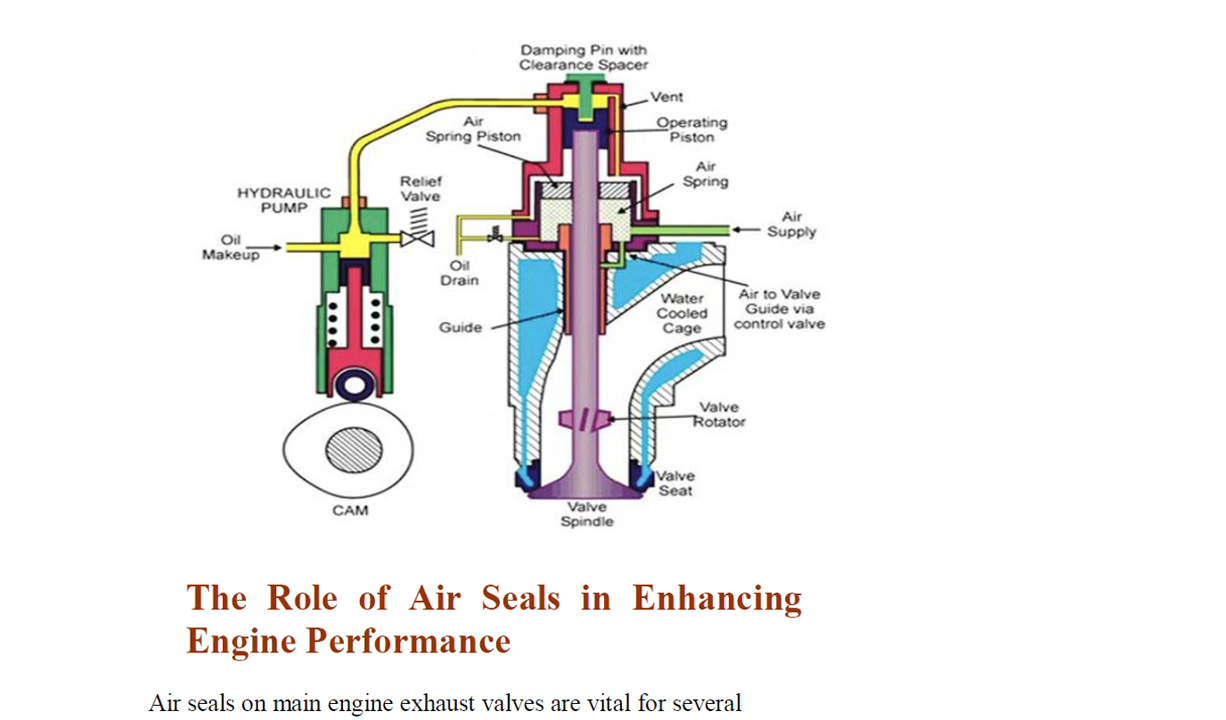 Damping Pin with
Clearance Spacer
Vent
Air
Spring Piston
Operating
Piston
Air
Spring
Relief
Valve
HYDRAULIC
PUMP
Air
Supply
Oil
Makeup
Oil
Drain
Water
Cooled
Cage
Air to Valve
Guide via
control valve
Guide
Valve
Rotator
Valve
Seat
CAM
Valve
Spindle
The Role of Air Seals in Enhancing
Engine Performance
Air seals on main engine exhaust valves are vital for several